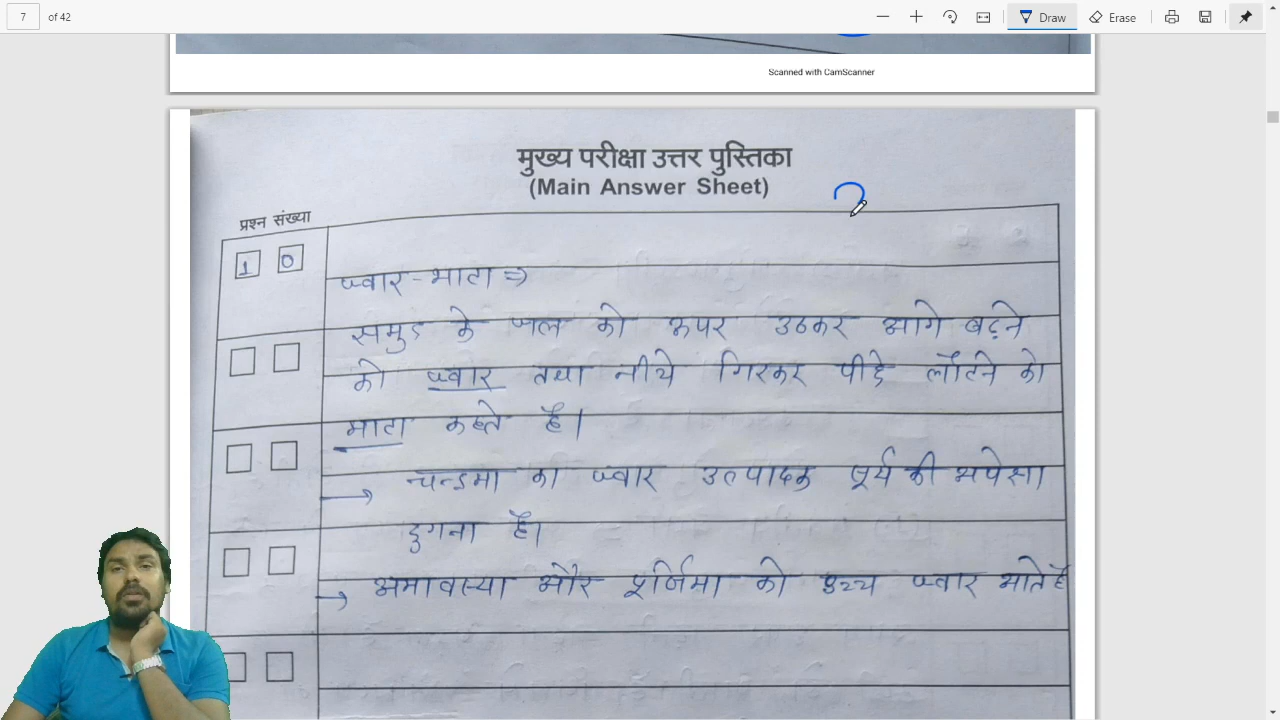 7 of 42 Draw Erase
Scanned with CamScanner
मुख्य परीक्षा उत्तर पुस्तिका
(Main Answer Sheet)
प्रश्न संख्या
1 0
ज्वार-भाटा ⇒
समुद्र के जल को ऊपर उठकर आगे बढ़ने
को ज्वार तथा नीचे गिरकर पीछे लौटने को
भाटा कहते है।
→ चन्द्रमा का ज्वार उत्पादक सूर्य की अपेक्षा
दुगना है।
→ अमावस्या और पूर्णिमा को उच्च ज्वार आते है